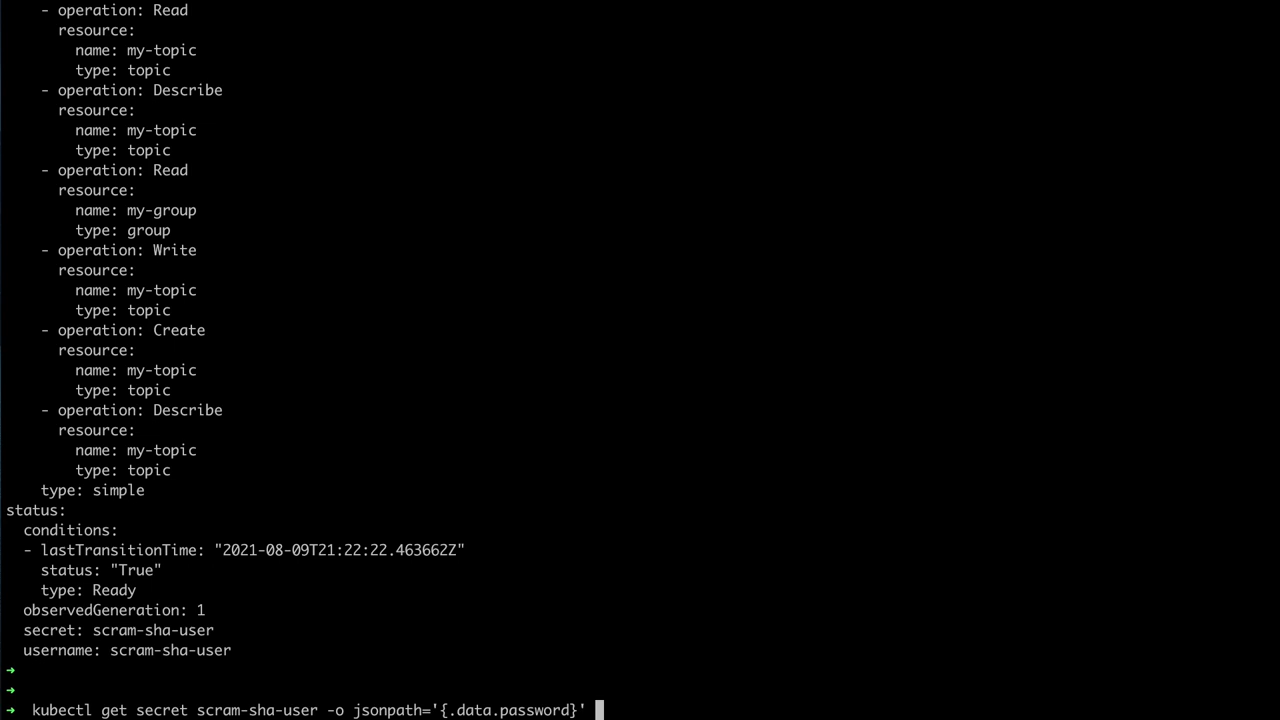 - operation: Read
resource:
name: my-topic
type: topic
- operation: Describe
resource:
name: my-topic
type: topic
- operation: Read
resource:
name: my-group
type: group
- operation: Write
resource:
name: my-topic
type: topic
- operation: Create
resource:
name: my-topic
type: topic
- operation: Describe
resource:
name: my-topic
type: topic
type: simple
status:
conditions:
- lastTransitionTime: "2021-08-09T21:22:22.463662Z"
status: "True"
type: Ready
observedGeneration: 1
secret: scram-sha-user
username: scram-sha-user
➜
➜
➜ kubectl get secret scram-sha-user -o jsonpath='{.data.password}'